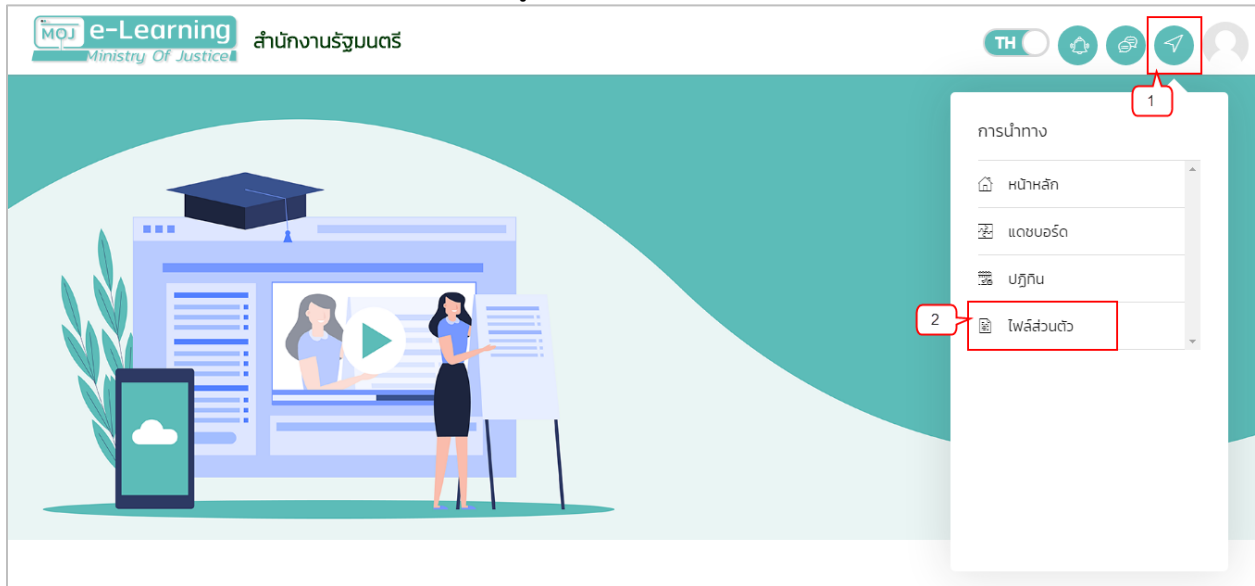 MOJ e-Learning
Ministry Of Justice
สำนักงานรัฐมนตรี
TH
1
การนำทาง
หน้าหลัก
แดชบอร์ด
ปฏิทิน
2
ไฟล์ส่วนตัว